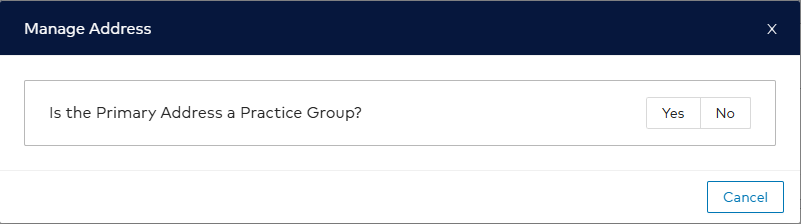 Manage Address X
Is the Primary Address a Practice Group? Yes No
Cancel